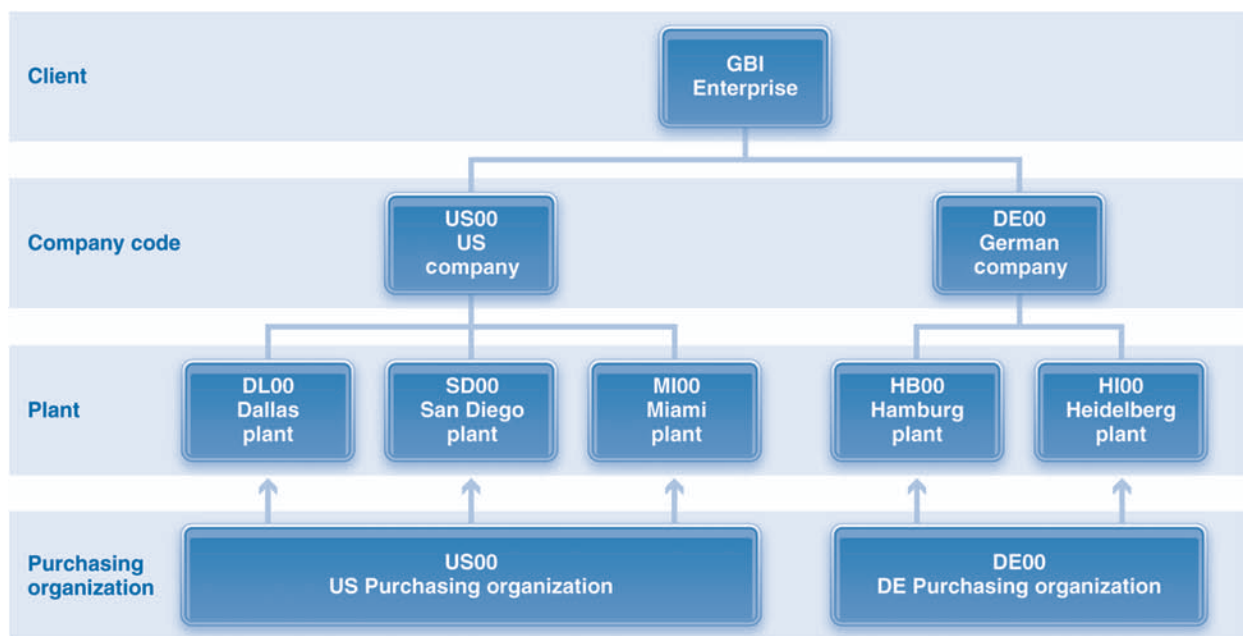 Client
GBI
Enterprise
Company code
US00
US
company
DE00
German
company
Plant
DL00
Dallas
plant
SD00
San Diego
plant
MI00
Miami
plant
HB00
Hamburg
plant
HI00
Heidelberg
plant
Purchasing
organization
US00
US Purchasing organization
DE00
DE Purchasing organization